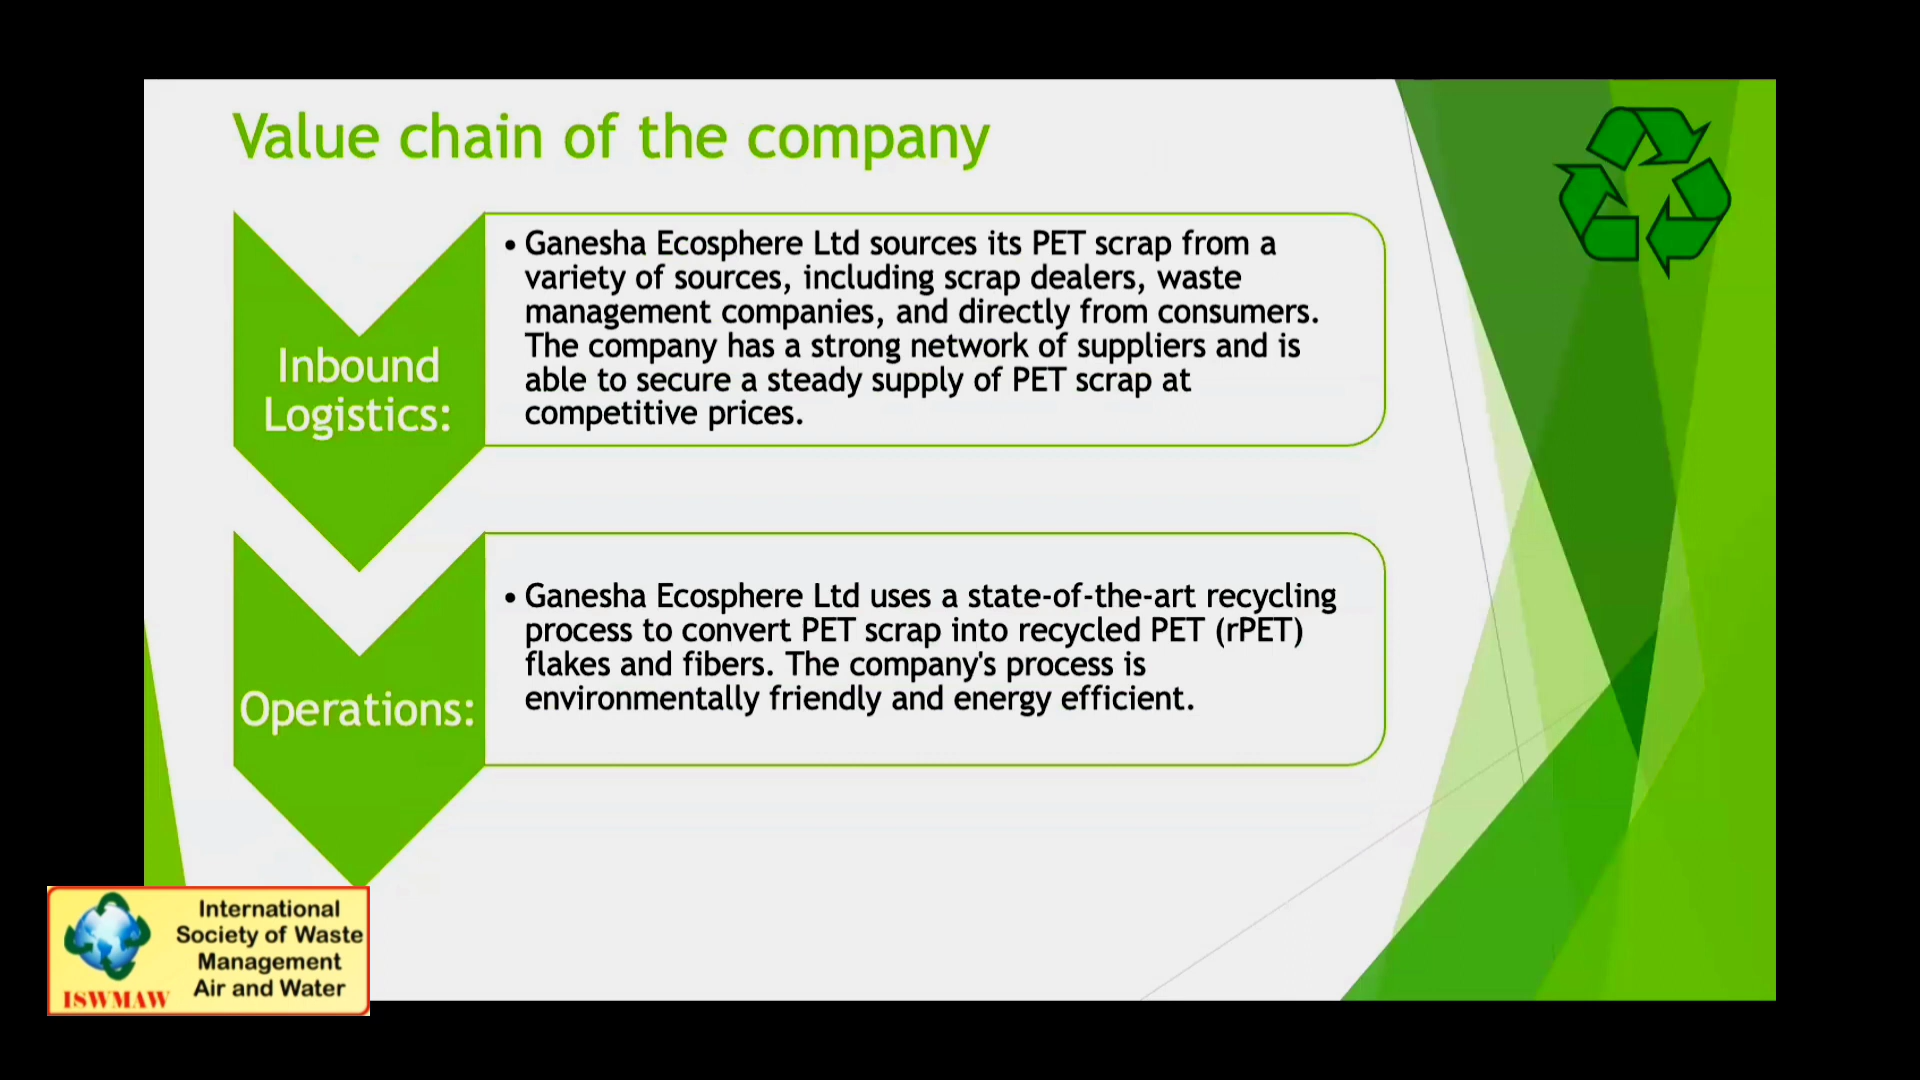 Value chain of the company
Inbound
Logistics:
• Ganesha Ecosphere Ltd sources its PET scrap from a
variety of sources, including scrap dealers, waste
management companies, and directly from consumers.
The company has a strong network of suppliers and is
able to secure a steady supply of PET scrap at
competitive prices.
Operations:
• Ganesha Ecosphere Ltd uses a state-of-the-art recycling
process to convert PET scrap into recycled PET (rPET)
flakes and fibers. The company's process is
environmentally friendly and energy efficient.
International
Society of Waste
Management
Air and Water
ISWMAW